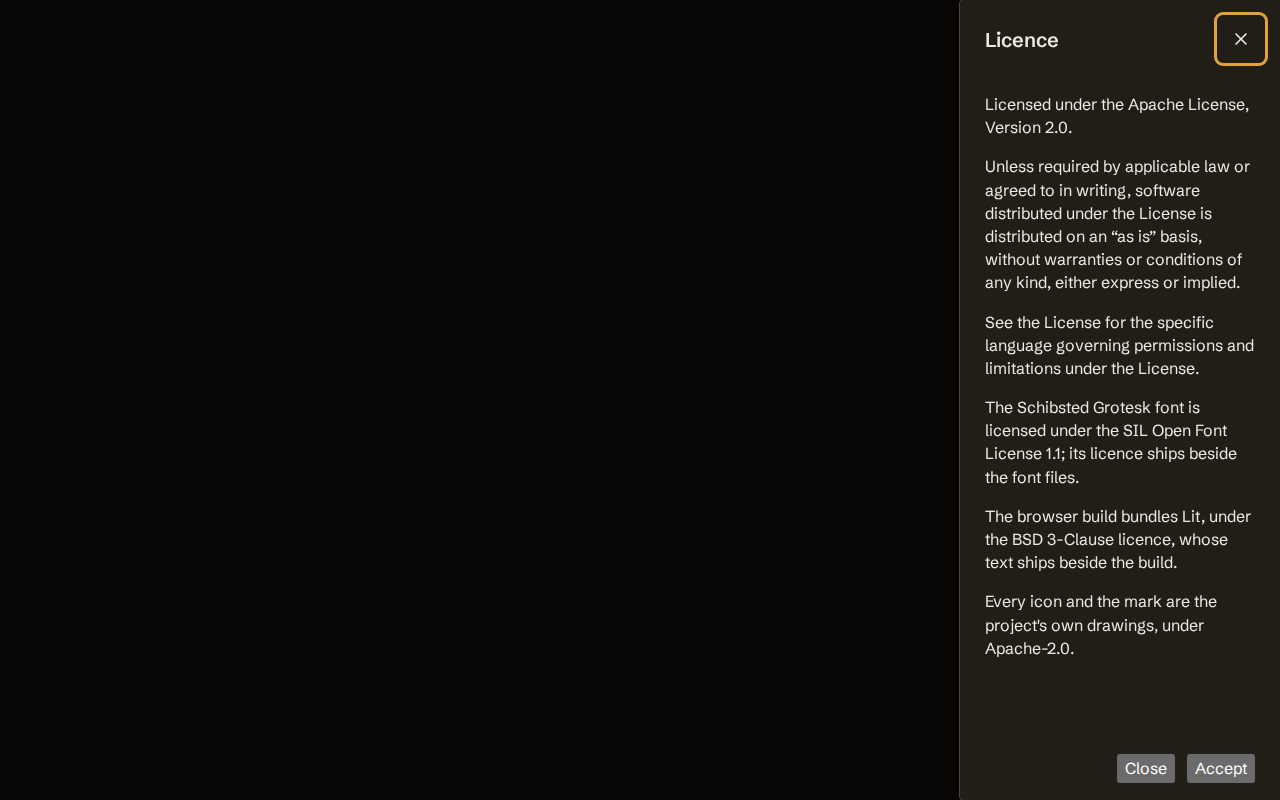 Licence
Licensed under the Apache License,
Version 2.0.
Unless required by applicable law or
agreed to in writing, software
distributed under the License is
distributed on an “as is” basis,
without warranties or conditions of
any kind, either express or implied.
See the License for the specific
language governing permissions and
limitations under the License.
The Schibsted Grotesk font is
licensed under the SIL Open Font
License 1.1; its licence ships beside
the font files.
The browser build bundles Lit, under
the BSD 3-Clause licence, whose
text ships beside the build.
Every icon and the mark are the
project's own drawings, under
Apache-2.0.
Close Accept